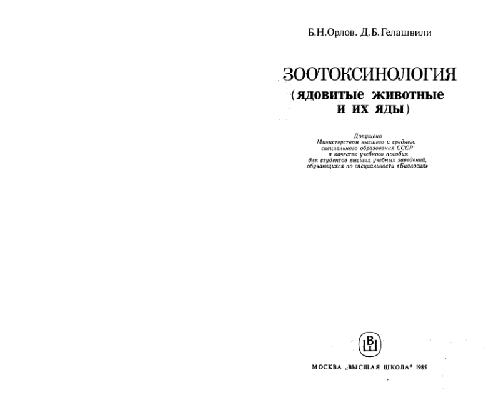 Б.Н.Орлов, Д.Б.Гелашвили
ЗООТОКСИНОЛОГИЯ
(ЯДОВИТЫЕ ЖИВОТНЫЕ
И ИХ ЯДЫ)
Допущено
Министерством высшего и среднего
специального образования СССР
в качестве учебного пособия
для студентов высших учебных заведений,
обучающихся по специальности «Биология»
МОСКВА „ВЫСШАЯ ШКОЛА" 1985